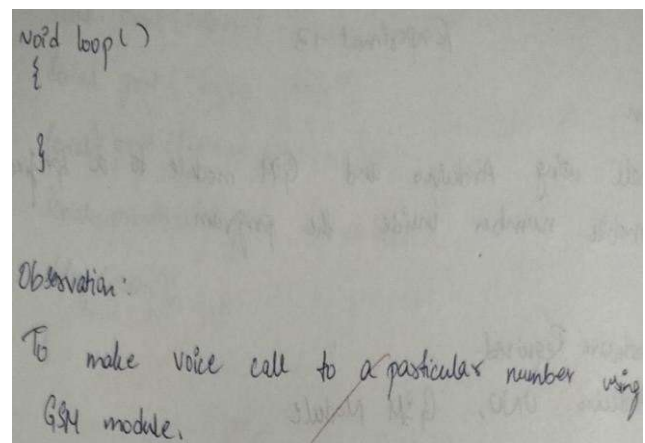 void loop()
{
}
Observation:
To make voice call to a particular number using
GSM module.